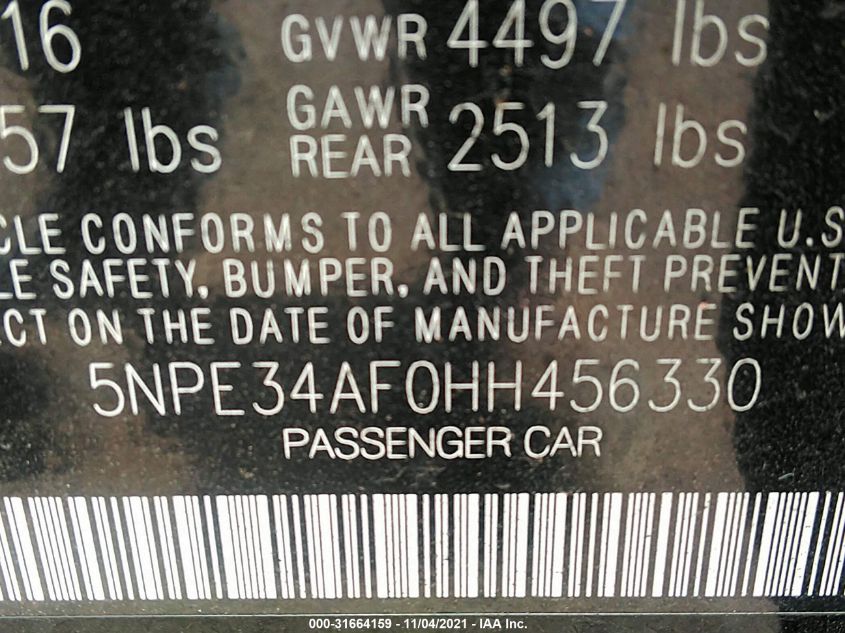 16 GVWR 4497 lbs
57 lbs GAWR REAR 2513 lbs
CLE CONFORMS TO ALL APPLICABLE U.S
LE SAFETY, BUMPER, AND THEFT PREVENT
ECT ON THE DATE OF MANUFACTURE SHOW
5NPE34AF0HH456330
PASSENGER CAR
000-31664159 - 11/04/2021 - IAA Inc.